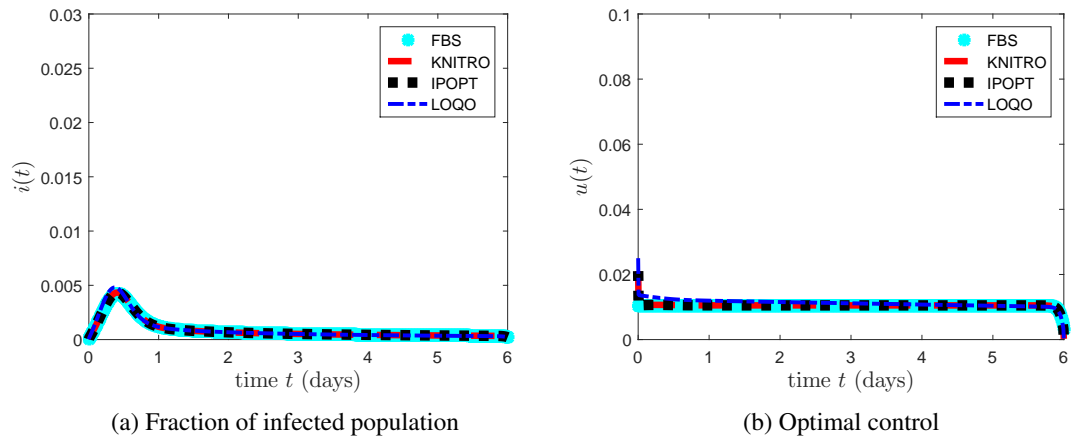 0.03
0.025
0.02
0.015
0.01
0.005
0
i(t)
0 1 2 3 4 5 6
time t (days)
FBS
KNITRO
IPOPT
LOQO
(a) Fraction of infected population
0.1
0.08
0.06
0.04
0.02
0
u(t)
0 1 2 3 4 5 6
time t (days)
FBS
KNITRO
IPOPT
LOQO
(b) Optimal control